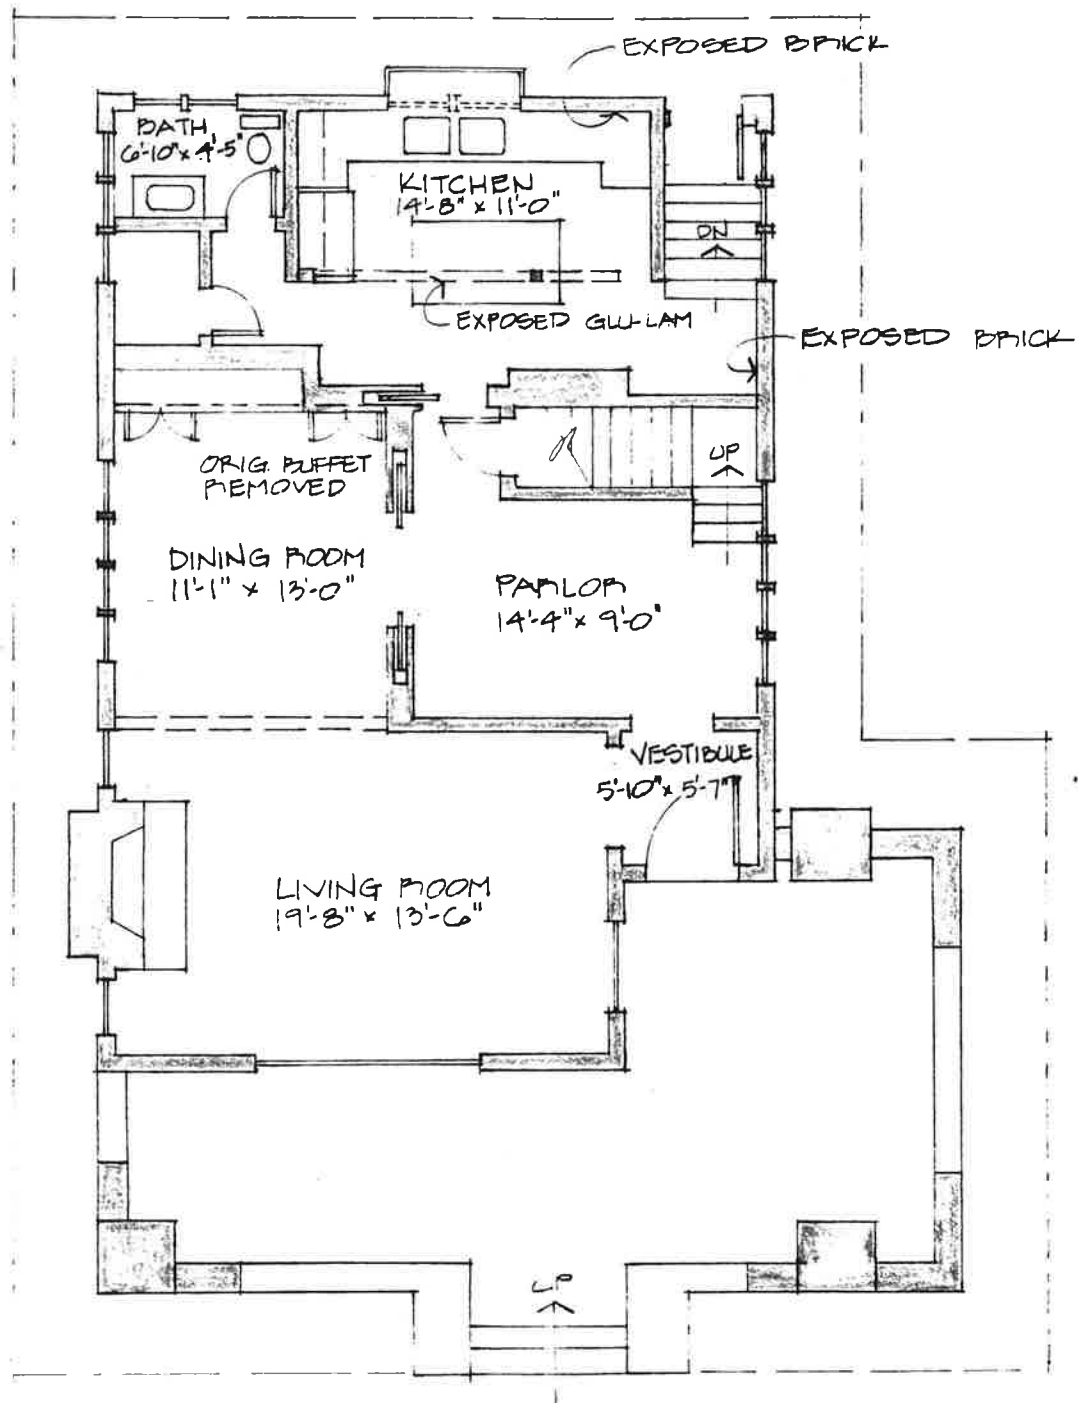 EXPOSED BRICK
BATH
6'-10" x 4'-5"
KITCHEN
14'-8" x 11'-0"
DN
EXPOSED GLU-LAM
EXPOSED BRICK
ORIG. BUFFET
REMOVED
UP
DINING ROOM
11'-1" x 13'-0"
PARLOR
14'-4" x 9'-0"
VESTIBULE
5'-10" x 5'-7"
LIVING ROOM
19'-8" x 13'-6"
UP